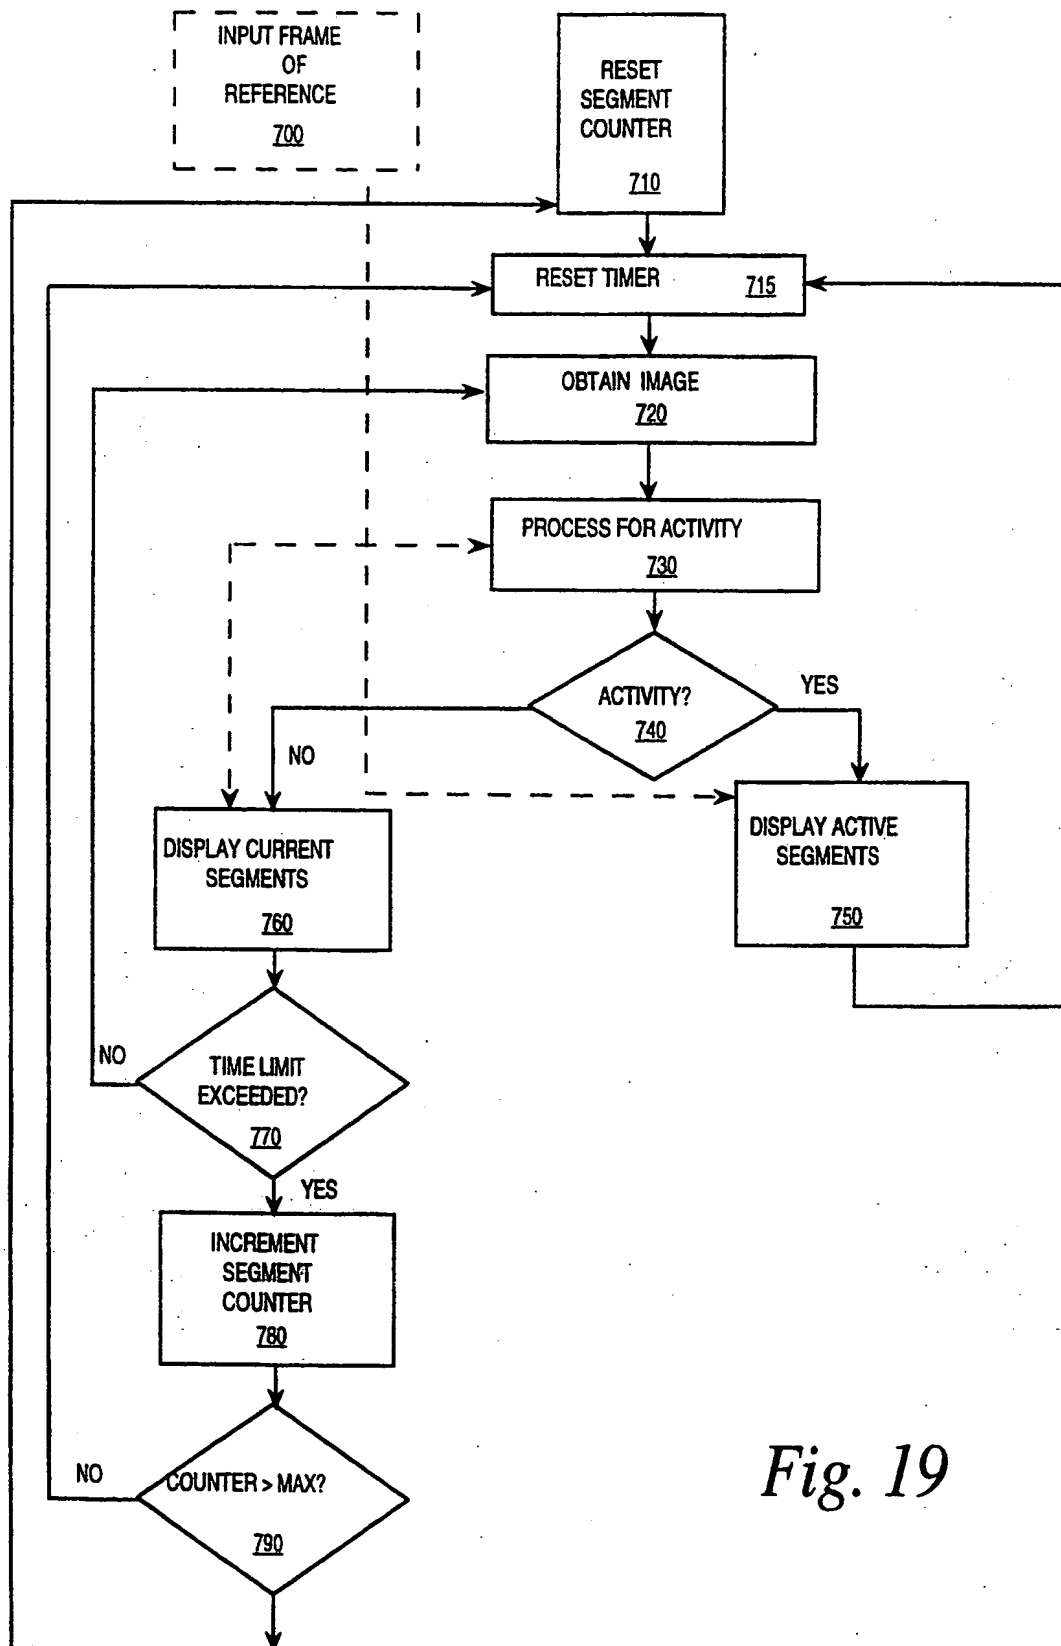 INPUT FRAME
OF
REFERENCE
700
RESET
SEGMENT
COUNTER
710
RESET TIMER 715
OBTAIN IMAGE
720
PROCESS FOR ACTIVITY
730
ACTIVITY?
740
YES
NO
DISPLAY ACTIVE
SEGMENTS
750
DISPLAY CURRENT
SEGMENTS
760
NO
TIME LIMIT
EXCEEDED?
770
YES
INCREMENT
SEGMENT
COUNTER
780
NO
COUNTER > MAX?
790
Fig. 19